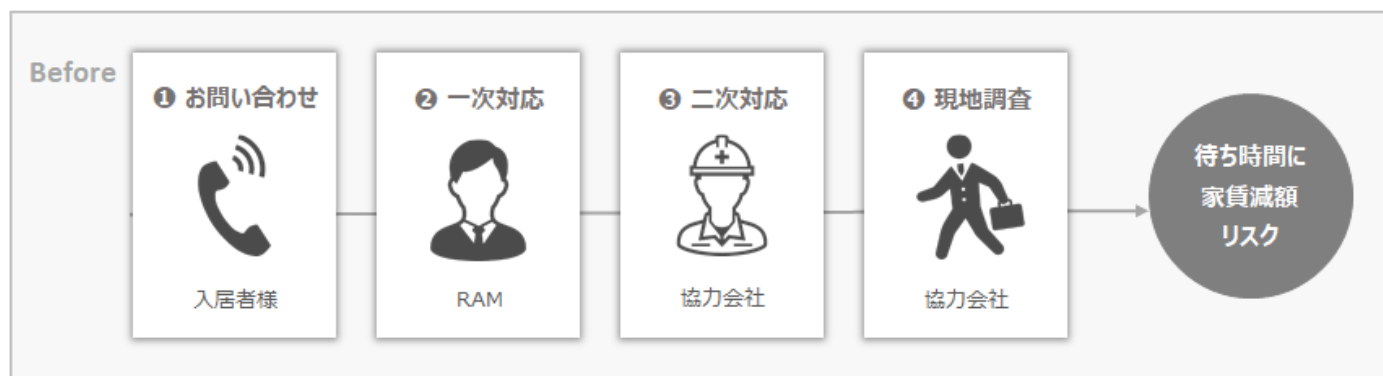 Before
❶ お問い合わせ
入居者様
❷ 一次対応
RAM
❸ 二次対応
協力会社
❹ 現地調査
協力会社
待ち時間に
家賃減額
リスク